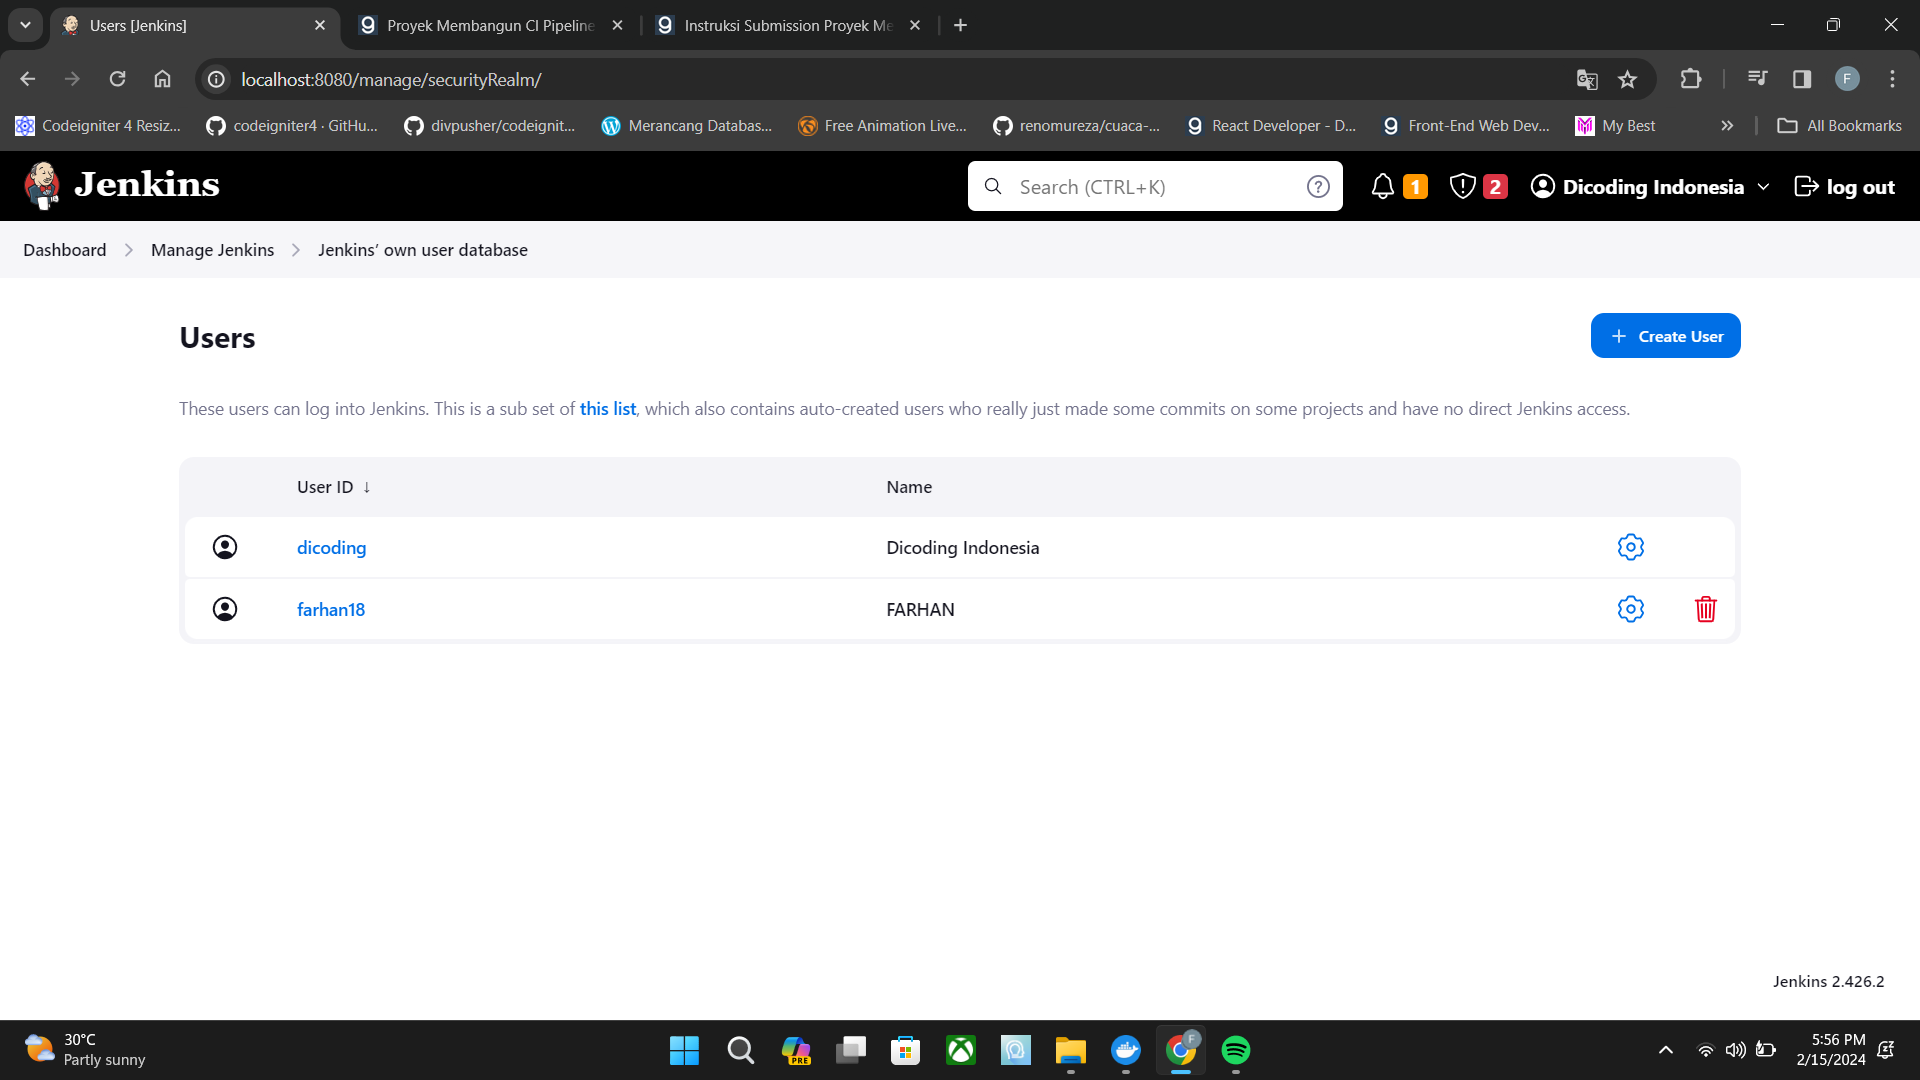 Users [Jenkins]
Proyek Membangun CI Pipeline
Instruksi Submission Proyek Me
localhost:8080/manage/securityRealm/
F
Codeigniter 4 Resiz...
codeigniter4 · GitHu...
divpusher/codeignit...
Merancang Databas...
Free Animation Live...
renomureza/cuaca-...
React Developer - D...
Front-End Web Dev...
My Best
All Bookmarks
Jenkins
Search (CTRL+K)
1
2
Dicoding Indonesia
log out
Dashboard
Manage Jenkins
Jenkins’ own user database
Users
Create User
These users can log into Jenkins. This is a sub set of this list, which also contains auto-created users who really just made some commits on some projects and have no direct Jenkins access.
User ID ↓
Name
dicoding
Dicoding Indonesia
farhan18
FARHAN
Jenkins 2.426.2
30°C
Partly sunny
PRE
F
5:56 PM
2/15/2024